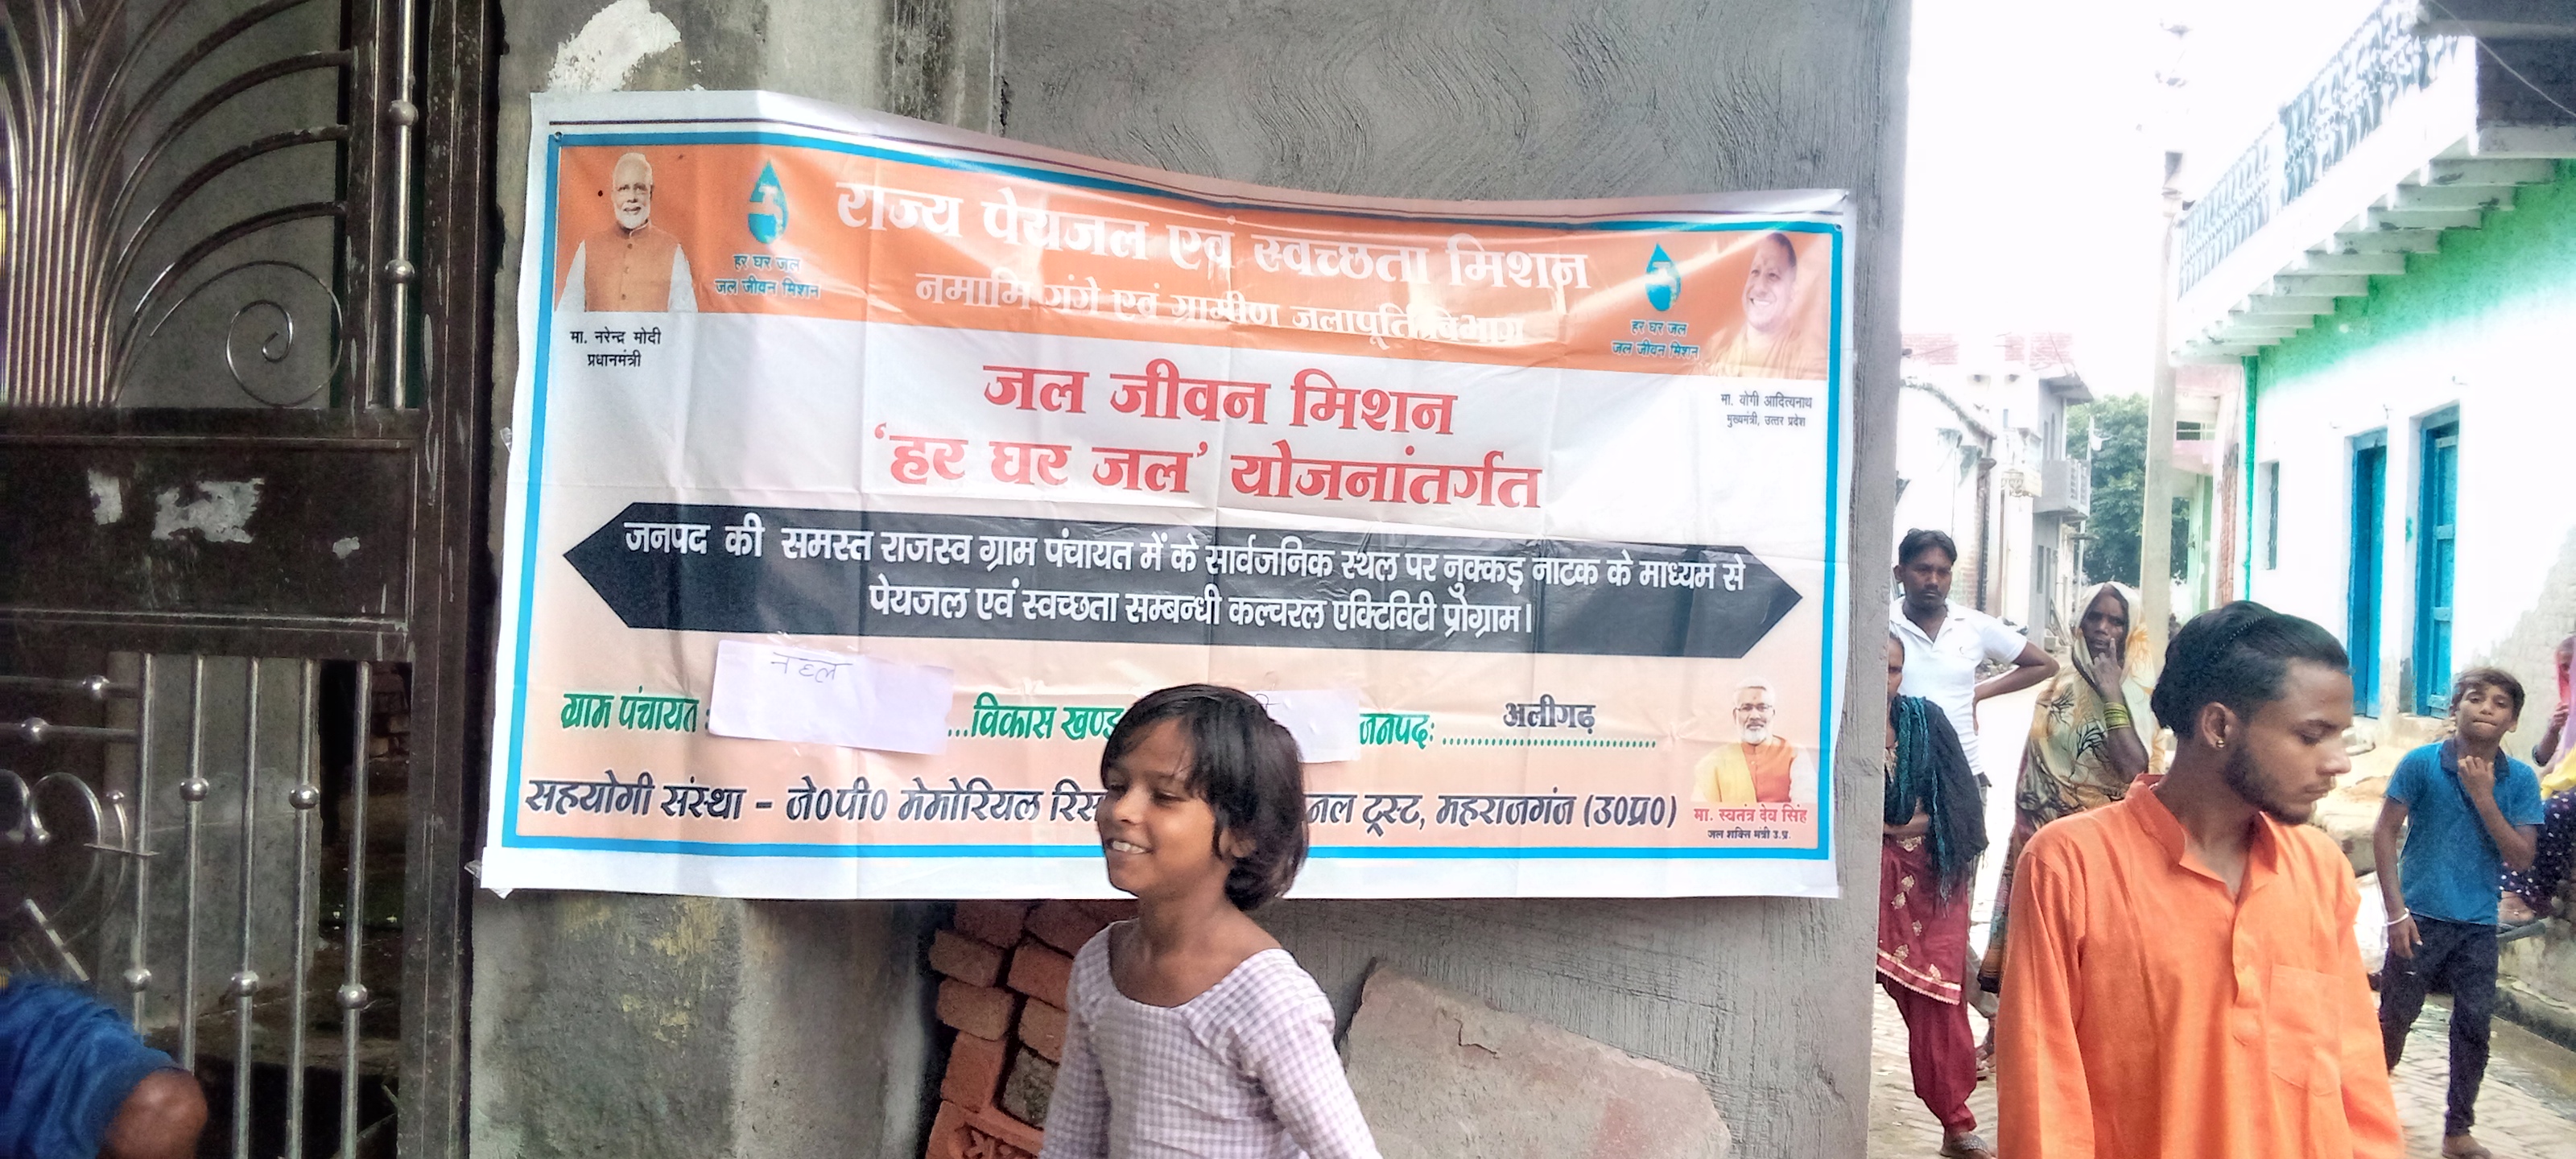 राज्य पेयजल एवं स्वच्छता मिशन
नमामि गंगे एवं ग्रामीण जलापूर्ति विभाग
हर घर जल
जल जीवन मिशन
हर घर जल
जल जीवन मिशन
मा. नरेन्द्र मोदी
प्रधानमंत्री
मा. योगी आदित्यनाथ
मुख्यमंत्री, उत्तर प्रदेश
जल जीवन मिशन
‘हर घर जल’ योजनांतर्गत
जनपद की समस्त राजस्व ग्राम पंचायत में के सार्वजनिक स्थल पर नुक्कड़ नाटक के माध्यम से
पेयजल एवं स्वच्छता सम्बन्धी कल्चरल एक्टिविटी प्रोग्राम।
ग्राम पंचायत : ...विकास खण्ड जनपद: अलीगढ़
सहयोगी संस्था - जे0पी0 मेमोरियल ट्रस्ट, महराजगंज (उ0प्र0)
मा. स्वतंत्र देव सिंह
जल शक्ति मंत्री उ.प्र.